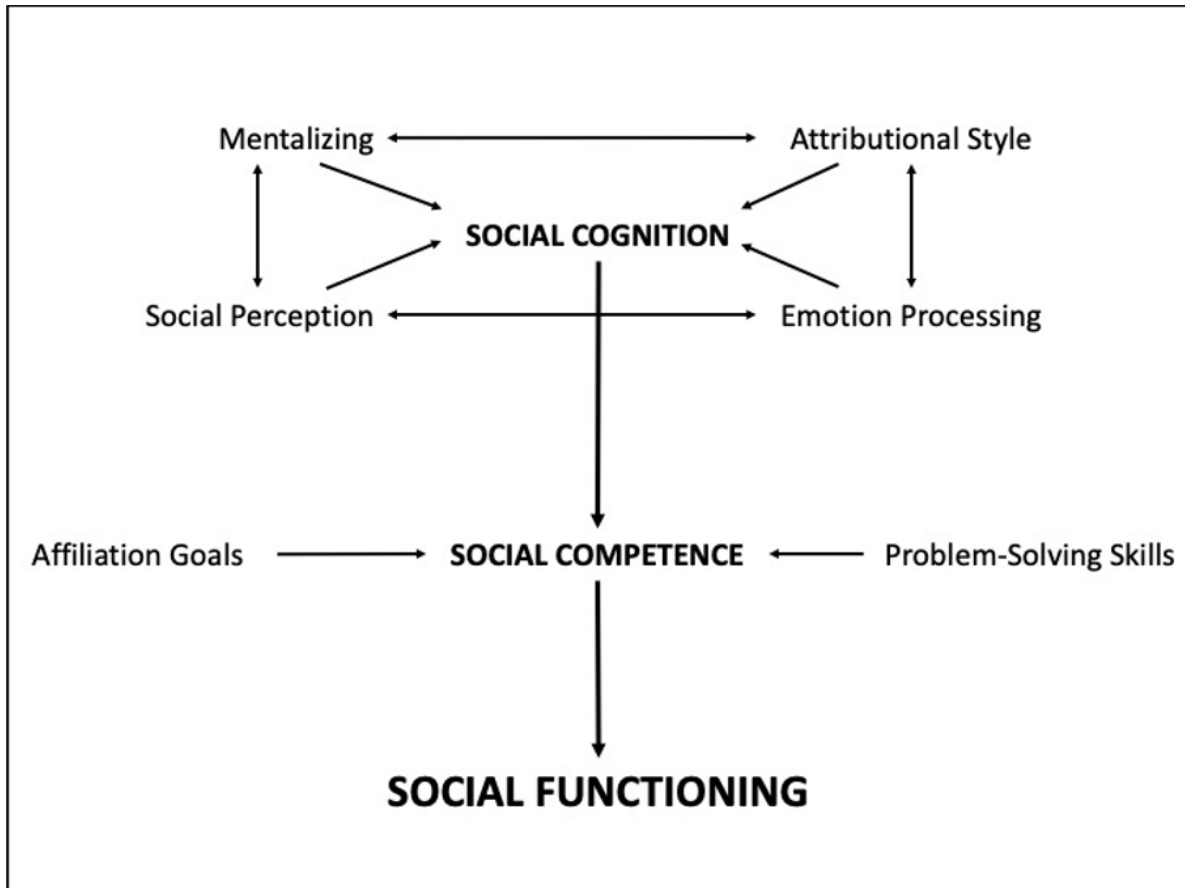 Mentalizing
Attributional Style
SOCIAL COGNITION
Social Perception
Emotion Processing
Affiliation Goals
SOCIAL COMPETENCE
Problem-Solving Skills
SOCIAL FUNCTIONING